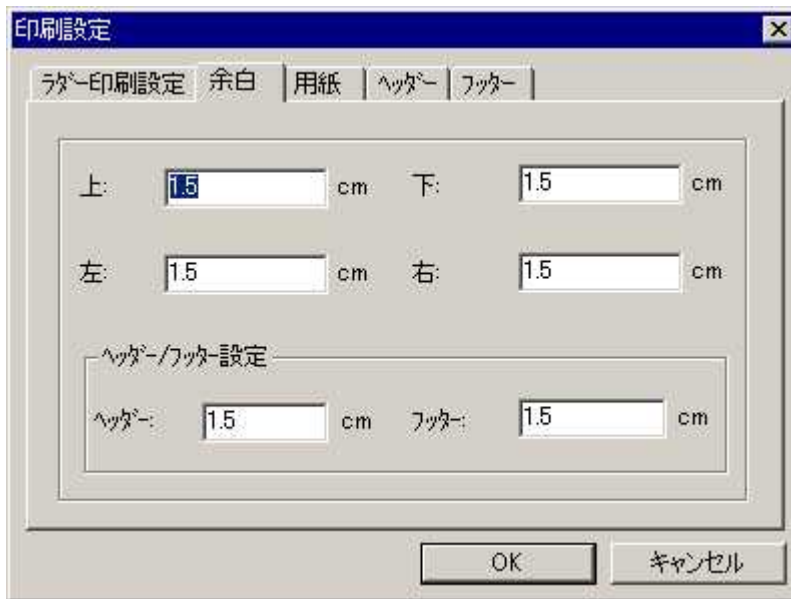 印刷設定
ﾗﾀﾞｰ印刷設定 余白 用紙 ﾍｯﾀﾞｰ ﾌｯﾀｰ
上: 1.5 cm 下: 1.5 cm
左: 1.5 cm 右: 1.5 cm
ﾍｯﾀﾞｰ/ﾌｯﾀｰ設定
ﾍｯﾀﾞｰ: 1.5 cm ﾌｯﾀｰ: 1.5 cm
OK キャンセル